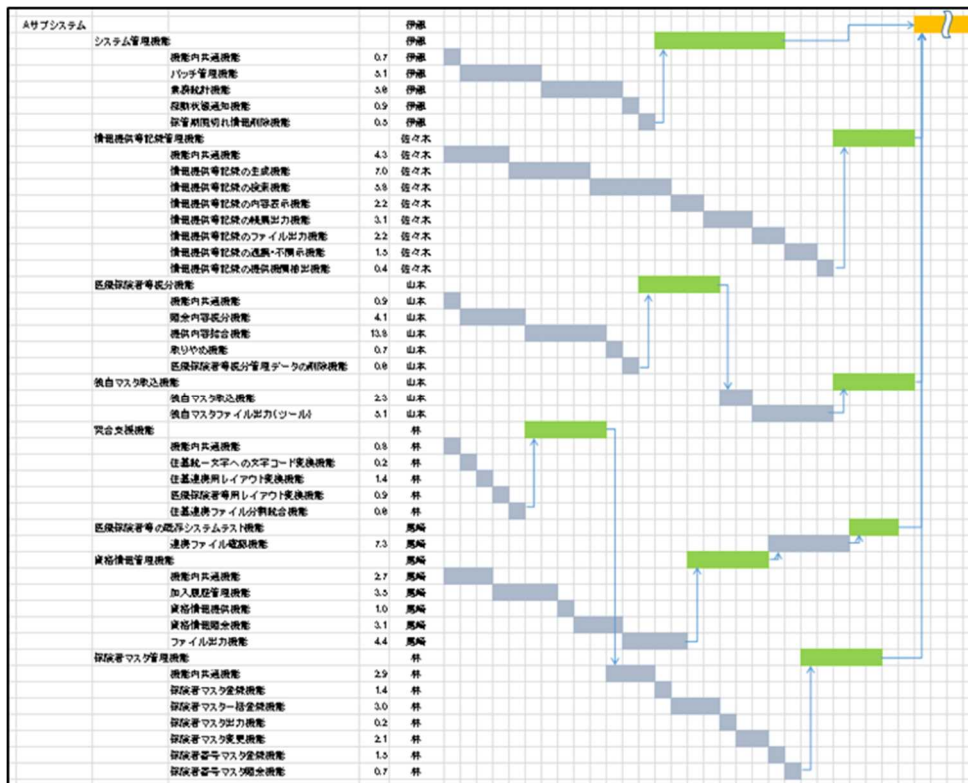 Aサブシステム 伊藤
システム管理機能 伊藤
機能内共通機能 0.7 伊藤
バッチ管理機能 5.1 伊藤
業務統計機能 5.8 伊藤
段階状態通知機能 0.9 伊藤
保管期限切れ情報削除機能 0.5 伊藤
情報提供等記録管理機能 佐々木
機能内共通機能 4.3 佐々木
情報提供等記録の生成機能 7.0 佐々木
情報提供等記録の検索機能 5.8 佐々木
情報提供等記録の内容表示機能 2.2 佐々木
情報提供等記録の帳票出力機能 3.1 佐々木
情報提供等記録のファイル出力機能 2.2 佐々木
情報提供等記録の過誤・不開示機能 1.5 佐々木
情報提供等記録の提供機関抽出機能 0.4 佐々木
医療保険者等振分機能 山本
機能内共通機能 0.9 山本
照会内容振分機能 4.1 山本
提供内容結合機能 13.8 山本
取りやめ機能 0.7 山本
医療保険者等振分管理データの削除機能 0.8 山本
独自マスタ取込機能 山本
独自マスタ取込機能 2.3 山本
独自マスタファイル出力(ツール) 5.1 山本
突合支援機能 林
機能内共通機能 0.8 林
住基統一文字への文字コード変換機能 0.2 林
住基連携用レイアウト変換機能 1.4 林
医療保険者等用レイアウト変換機能 0.9 林
住基連携ファイル分割統合機能 0.8 林
医療保険者等の既存システムテスト機能 尾崎
連携ファイル確認機能 7.3 尾崎
資格情報管理機能 尾崎
機能内共通機能 2.7 尾崎
加入履歴管理機能 3.5 尾崎
資格情報提供機能 1.0 尾崎
資格情報照会機能 3.1 尾崎
ファイル出力機能 4.4 尾崎
保険者マスタ管理機能 林
機能内共通機能 2.9 林
保険者マスタ登録機能 1.4 林
保険者マスタ一括登録機能 3.0 林
保険者マスタ出力機能 0.2 林
保険者マスタ変更機能 2.1 林
保険者番号マスタ登録機能 1.5 林
保険者番号マスタ照会機能 0.7 林